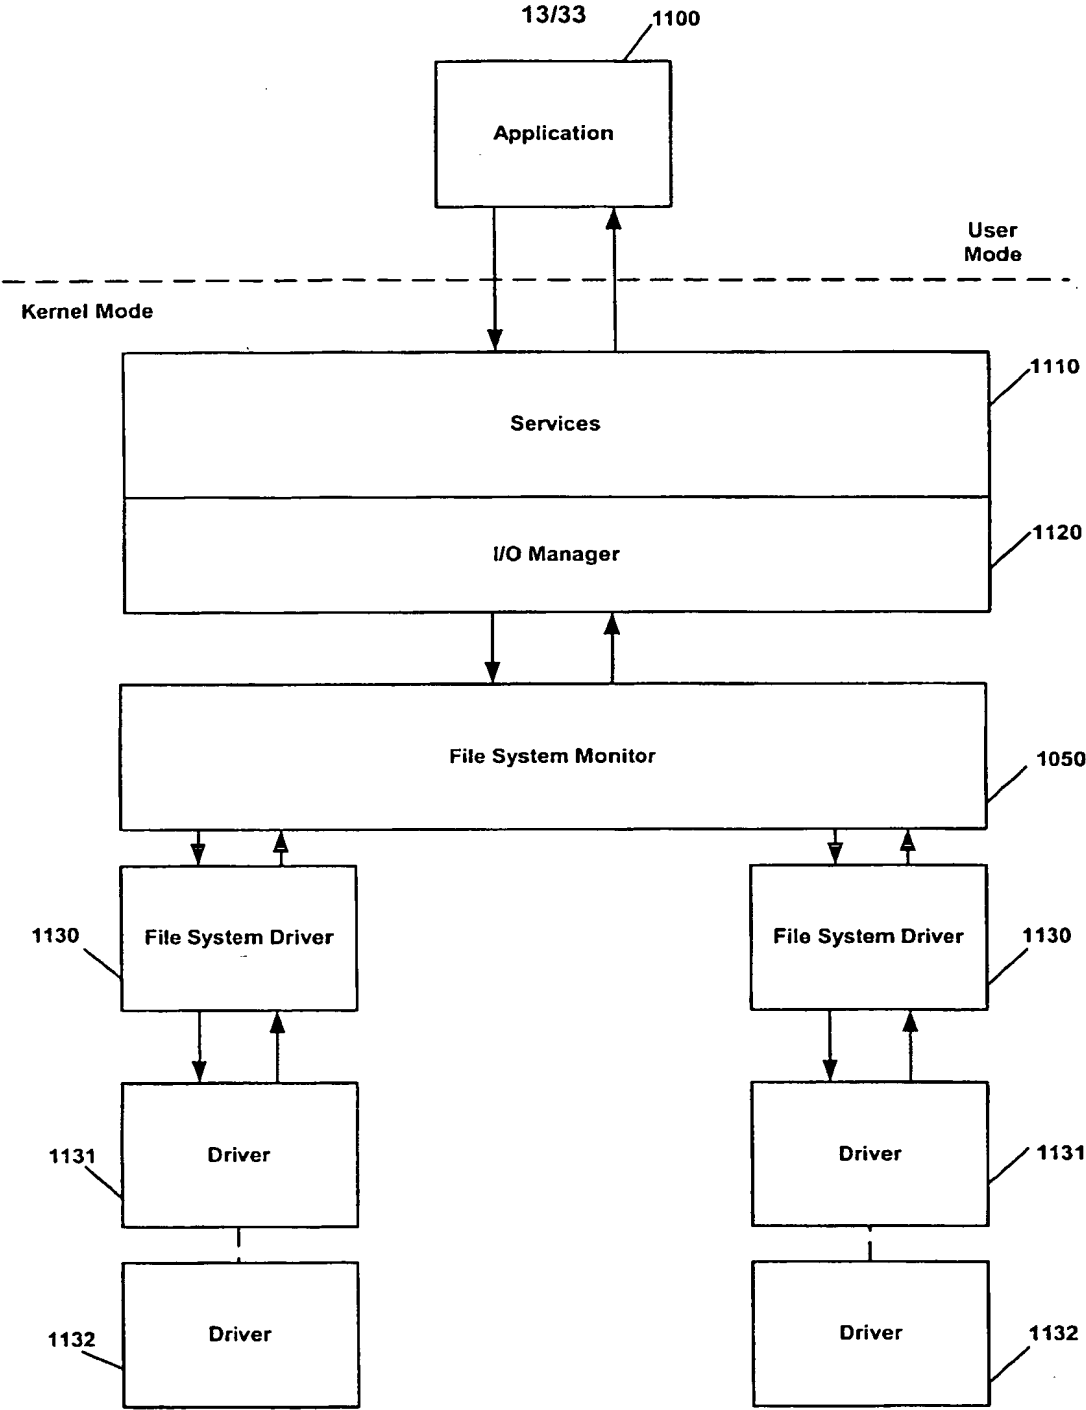 13/33
1100
Application
User
Mode
Kernel Mode
1110
Services
1120
I/O Manager
File System Monitor
1050
1130
File System Driver
File System Driver
1130
1131
Driver
Driver
1131
1132
Driver
Driver
1132